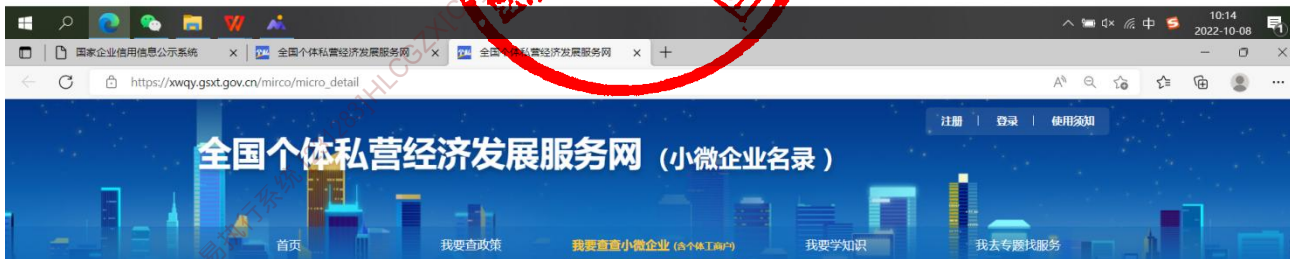 中
10:14
2022-10-08
国家企业信用信息公示系统
全国个体私营经济发展服务网
全国个体私营经济发展服务网
https://xwqy.gsxt.gov.cn/mirco/micro_detail
注册 | 登录 | 使用须知
全国个体私营经济发展服务网 (小微企业名录)
首页
我要查政策
我要查查小微企业 (含个体工商户)
我要学知识
我去专题找服务